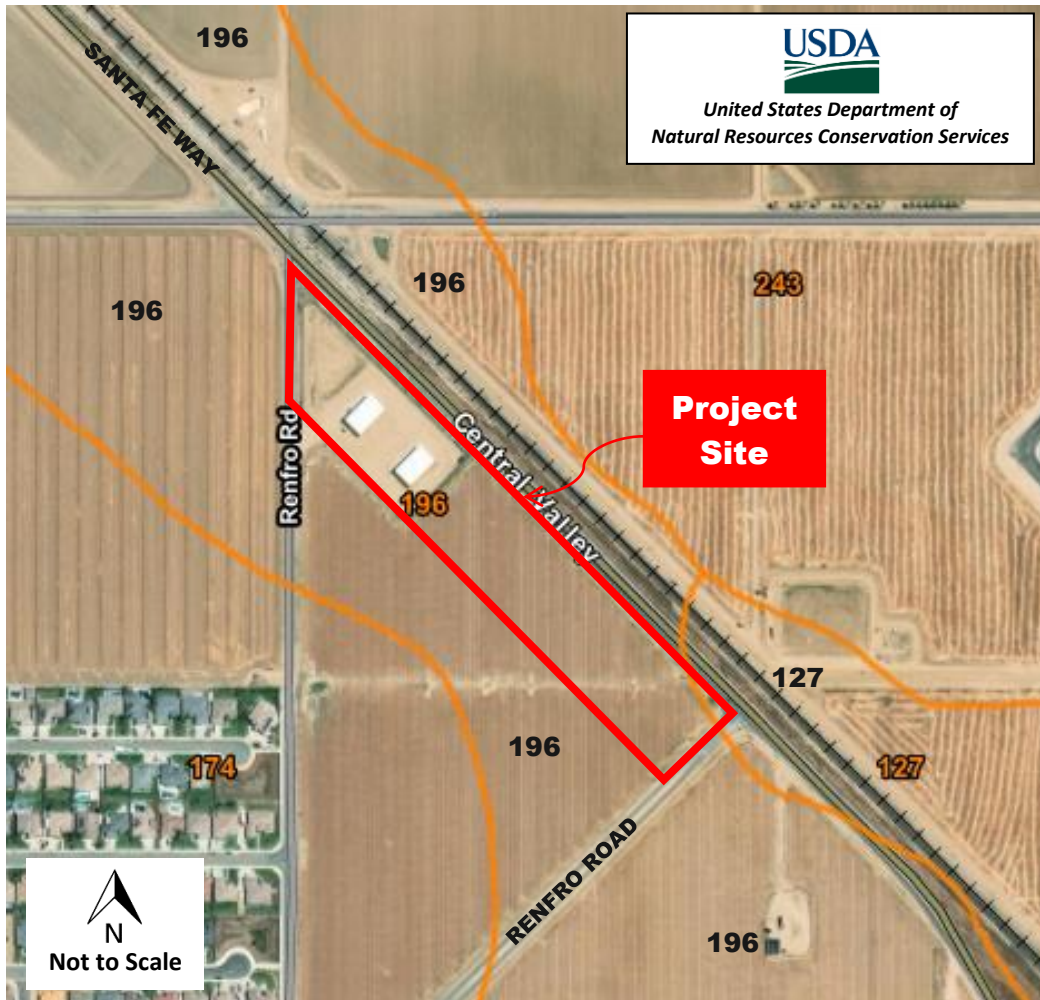 196
USDA
United States Department of
Natural Resources Conservation Services
SANTA FE WAY
196
196
243
Project
Site
Renfro Rd
Central Valley
196
127
196
174
127
RENFRO ROAD
196
N
Not to Scale